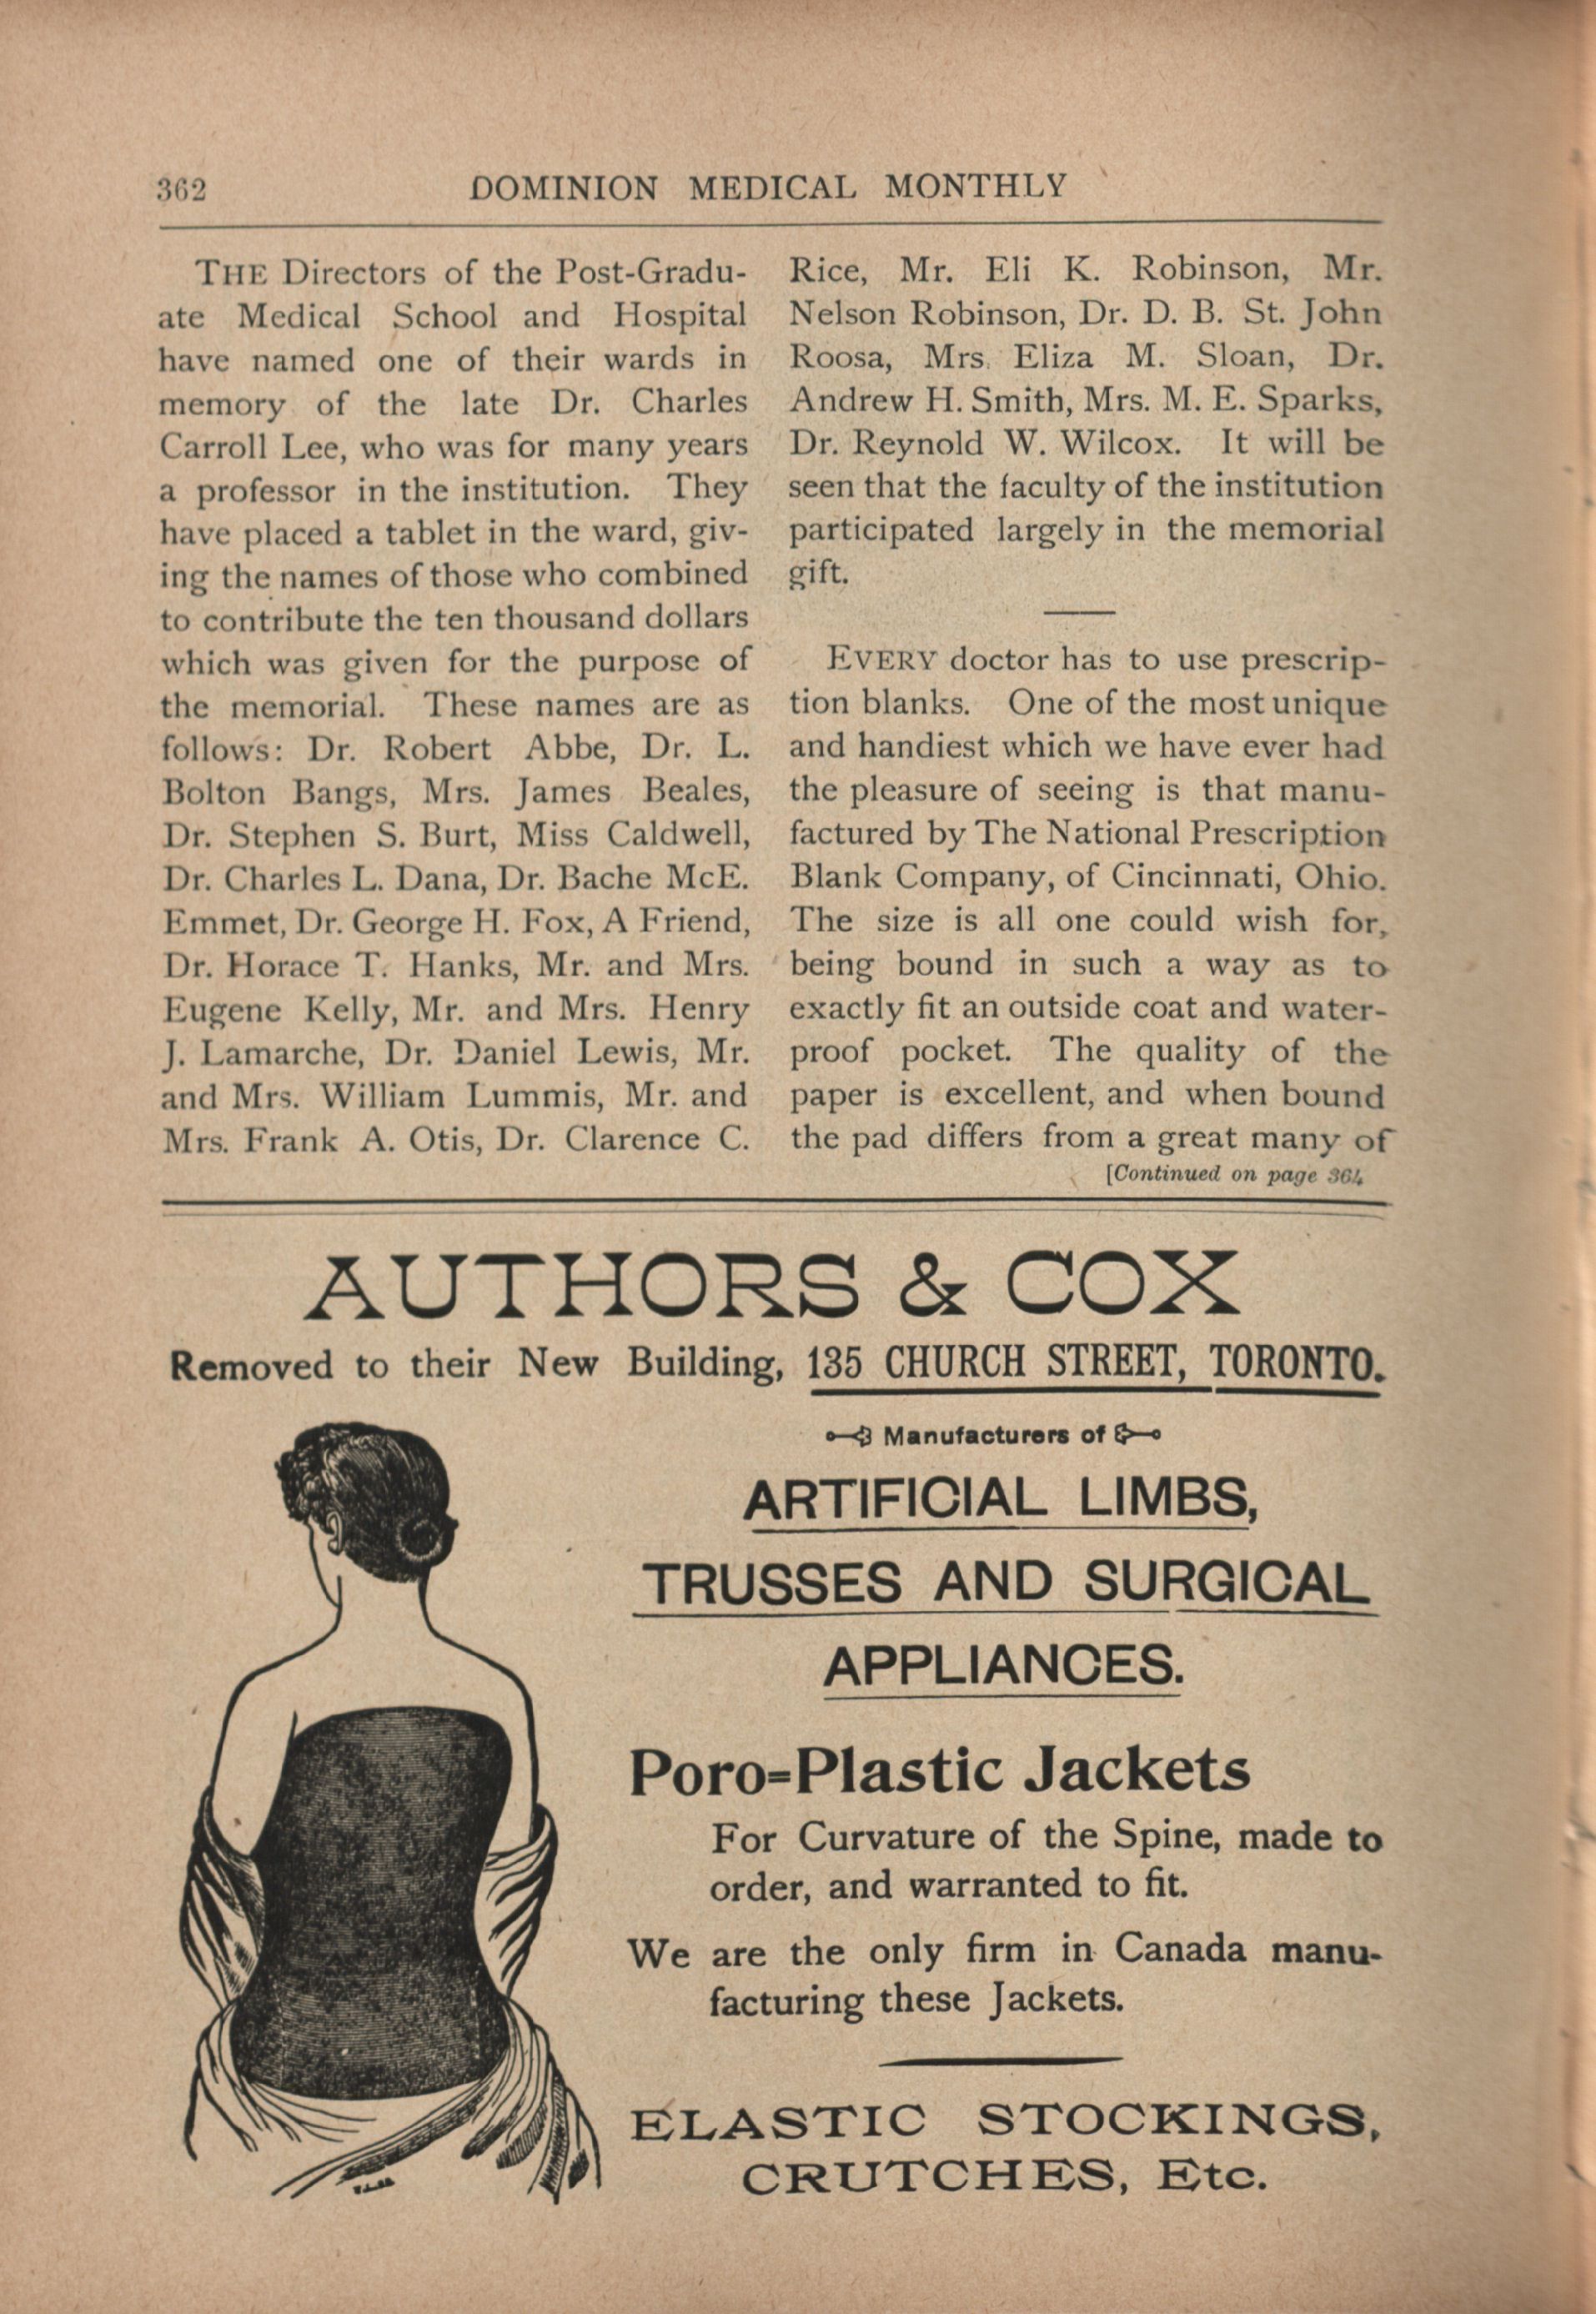 362
DOMINION MEDICAL MONTHLY
THE Directors of the Post-Gradu-
ate Medical School and Hospital
have named one of their wards in
memory of the late Dr. Charles
Carroll Lee, who was for many years
a professor in the institution. They
have placed a tablet in the ward, giv-
ing the names of those who combined
to contribute the ten thousand dollars
which was given for the purpose of
the memorial. These names are as
follows: Dr. Robert Abbe, Dr. L.
Bolton Bangs, Mrs. James Beales,
Dr. Stephen S. Burt, Miss Caldwell,
Dr. Charles L. Dana, Dr. Bache McE.
Emmet, Dr. George H. Fox, A Friend,
Dr. Horace T. Hanks, Mr. and Mrs.
Eugene Kelly, Mr. and Mrs. Henry
J. Lamarche, Dr. Daniel Lewis, Mr.
and Mrs. William Lummis, Mr. and
Mrs. Frank A. Otis, Dr. Clarence C.
Rice, Mr. Eli K. Robinson, Mr.
Nelson Robinson, Dr. D. B. St. John
Roosa, Mrs. Eliza M. Sloan, Dr.
Andrew H. Smith, Mrs. M. E. Sparks,
Dr. Reynold W. Wilcox. It will be
seen that the faculty of the institution
participated largely in the memorial
gift.
EVERY doctor has to use prescrip-
tion blanks. One of the most unique
and handiest which we have ever had
the pleasure of seeing is that manu-
factured by The National Prescription
Blank Company, of Cincinnati, Ohio.
The size is all one could wish for,
being bound in such a way as to
exactly fit an outside coat and water-
proof pocket. The quality of the
paper is excellent, and when bound
the pad differs from a great many of
[Continued on page 364
AUTHORS & COX
Removed to their New Building, 135 CHURCH STREET, TORONTO.
Manufacturers of
ARTIFICIAL LIMBS,
TRUSSES AND SURGICAL
APPLIANCES.
Poro-Plastic Jackets
For Curvature of the Spine, made to
order, and warranted to fit.
We are the only firm in Canada manu-
facturing these Jackets.
ELASTIC STOCKINGS,
CRUTCHES, Etc.